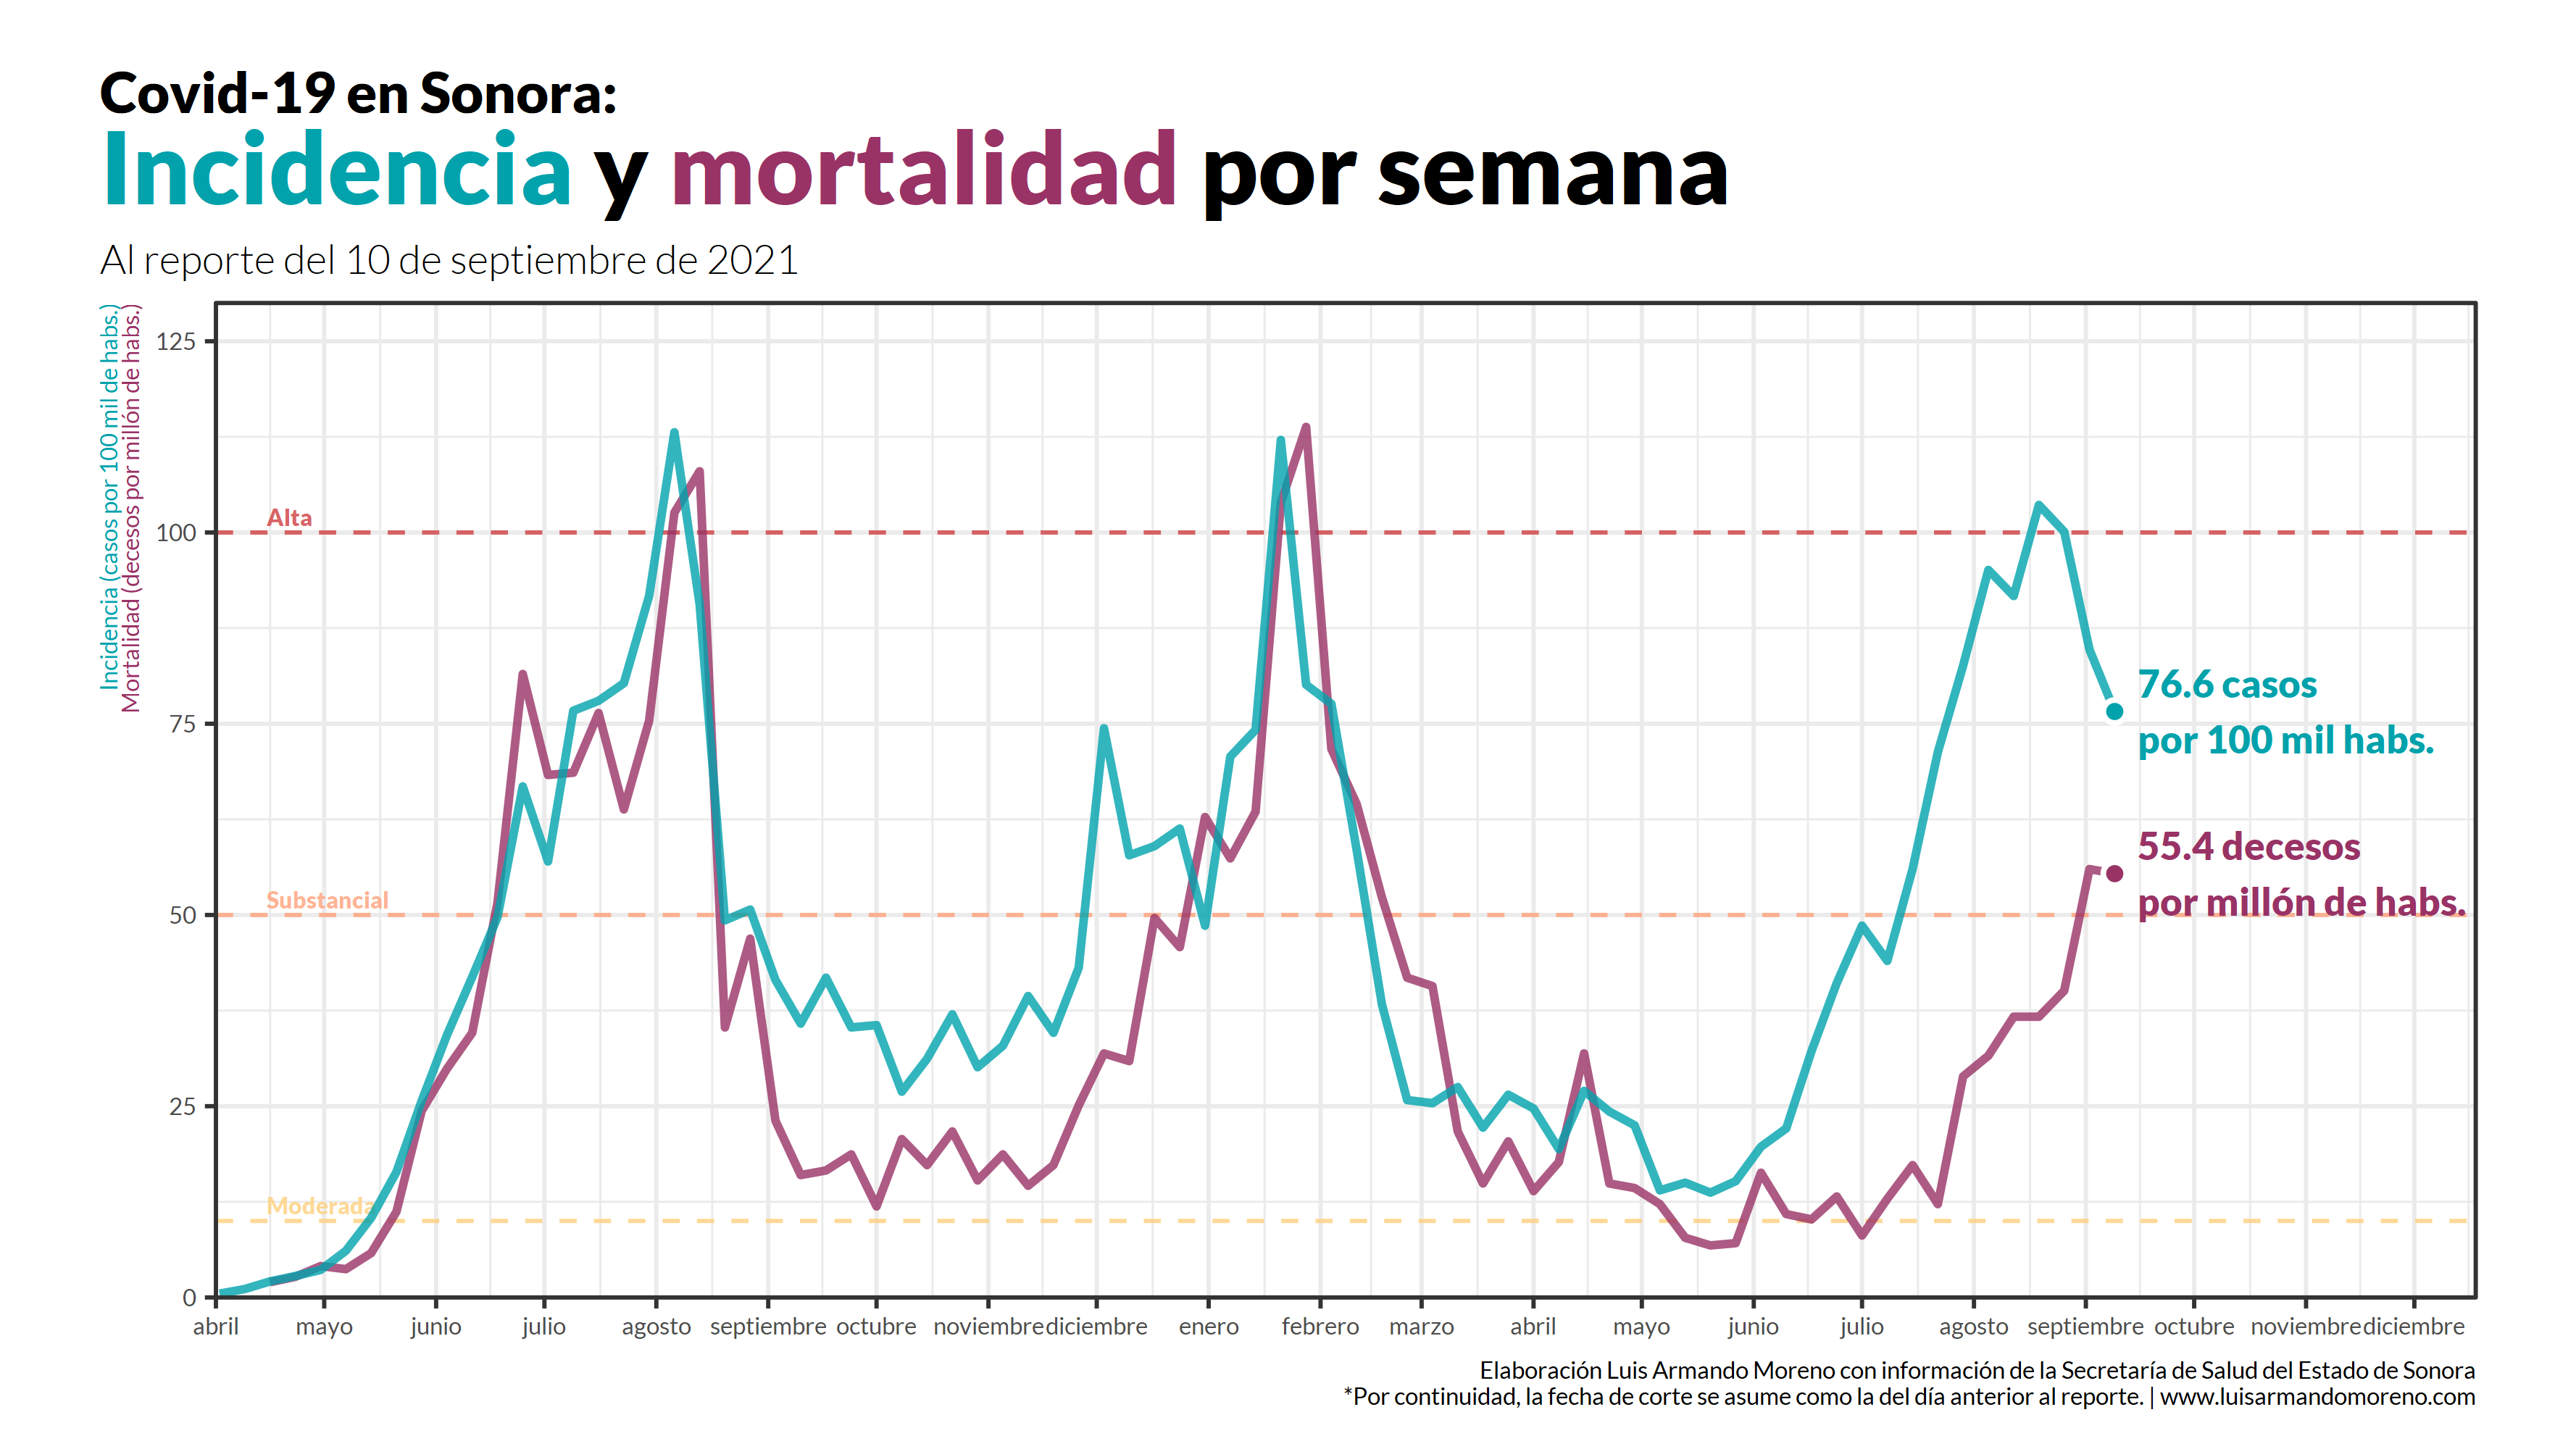 Covid-19 en Sonora:
Incidencia y mortalidad por semana
Al reporte del 10 de septiembre de 2021
Incidencia (casos por 100 mil de habs.)
Mortalidad (decesos por millón de habs.)
125
100
75
50
25
0
Alta
Substancial
Moderada
76.6 casos
por 100 mil habs.
55.4 decesos
por millón de habs.
abril mayo junio julio agosto septiembre octubre noviembre diciembre enero febrero marzo abril mayo junio julio agosto septiembre octubre noviembre diciembre
Elaboración Luis Armando Moreno con información de la Secretaría de Salud del Estado de Sonora
*Por continuidad, la fecha de corte se asume como la del día anterior al reporte. | www.luisarmandomoreno.com